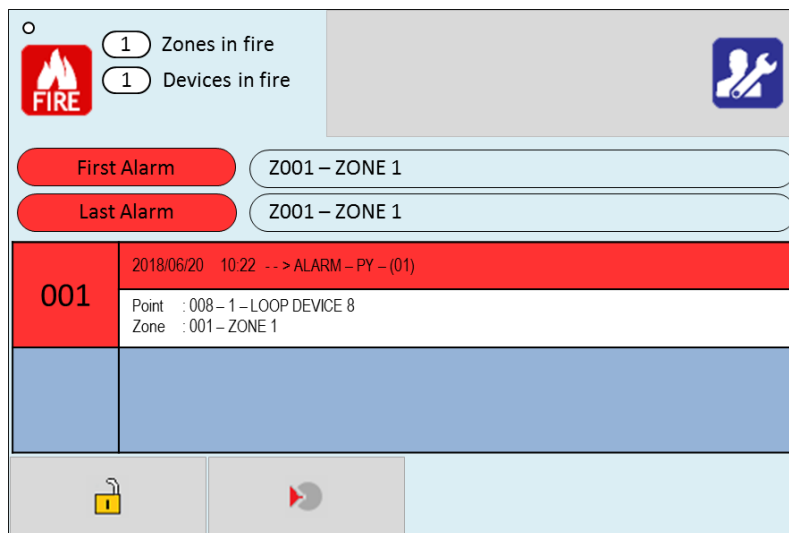 1 Zones in fire
1 Devices in fire
FIRE
First Alarm Z001 – ZONE 1
Last Alarm Z001 – ZONE 1
001
2018/06/20 10:22 - - > ALARM – PY – (01)
Point : 008 – 1 – LOOP DEVICE 8
Zone : 001 – ZONE 1